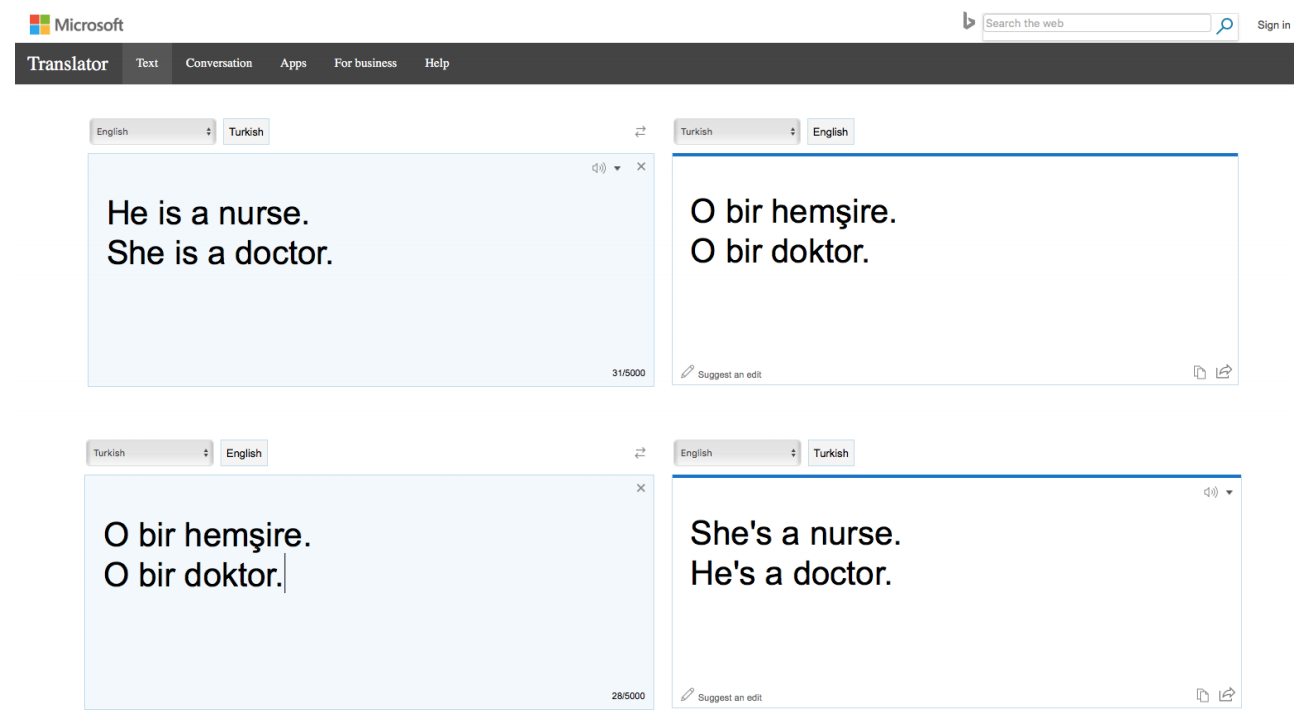 Microsoft
Search the web
Sign in
Translator Text Conversation Apps For business Help
English Turkish
Turkish English
He is a nurse.
She is a doctor.
31/5000
O bir hemşire.
O bir doktor.
Suggest an edit
Turkish English
English Turkish
O bir hemşire.
O bir doktor.
28/5000
She's a nurse.
He's a doctor.
Suggest an edit